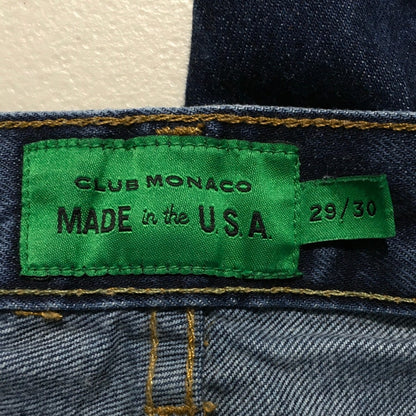 CLUB MONACO
MADE in the U.S.A.
29/30